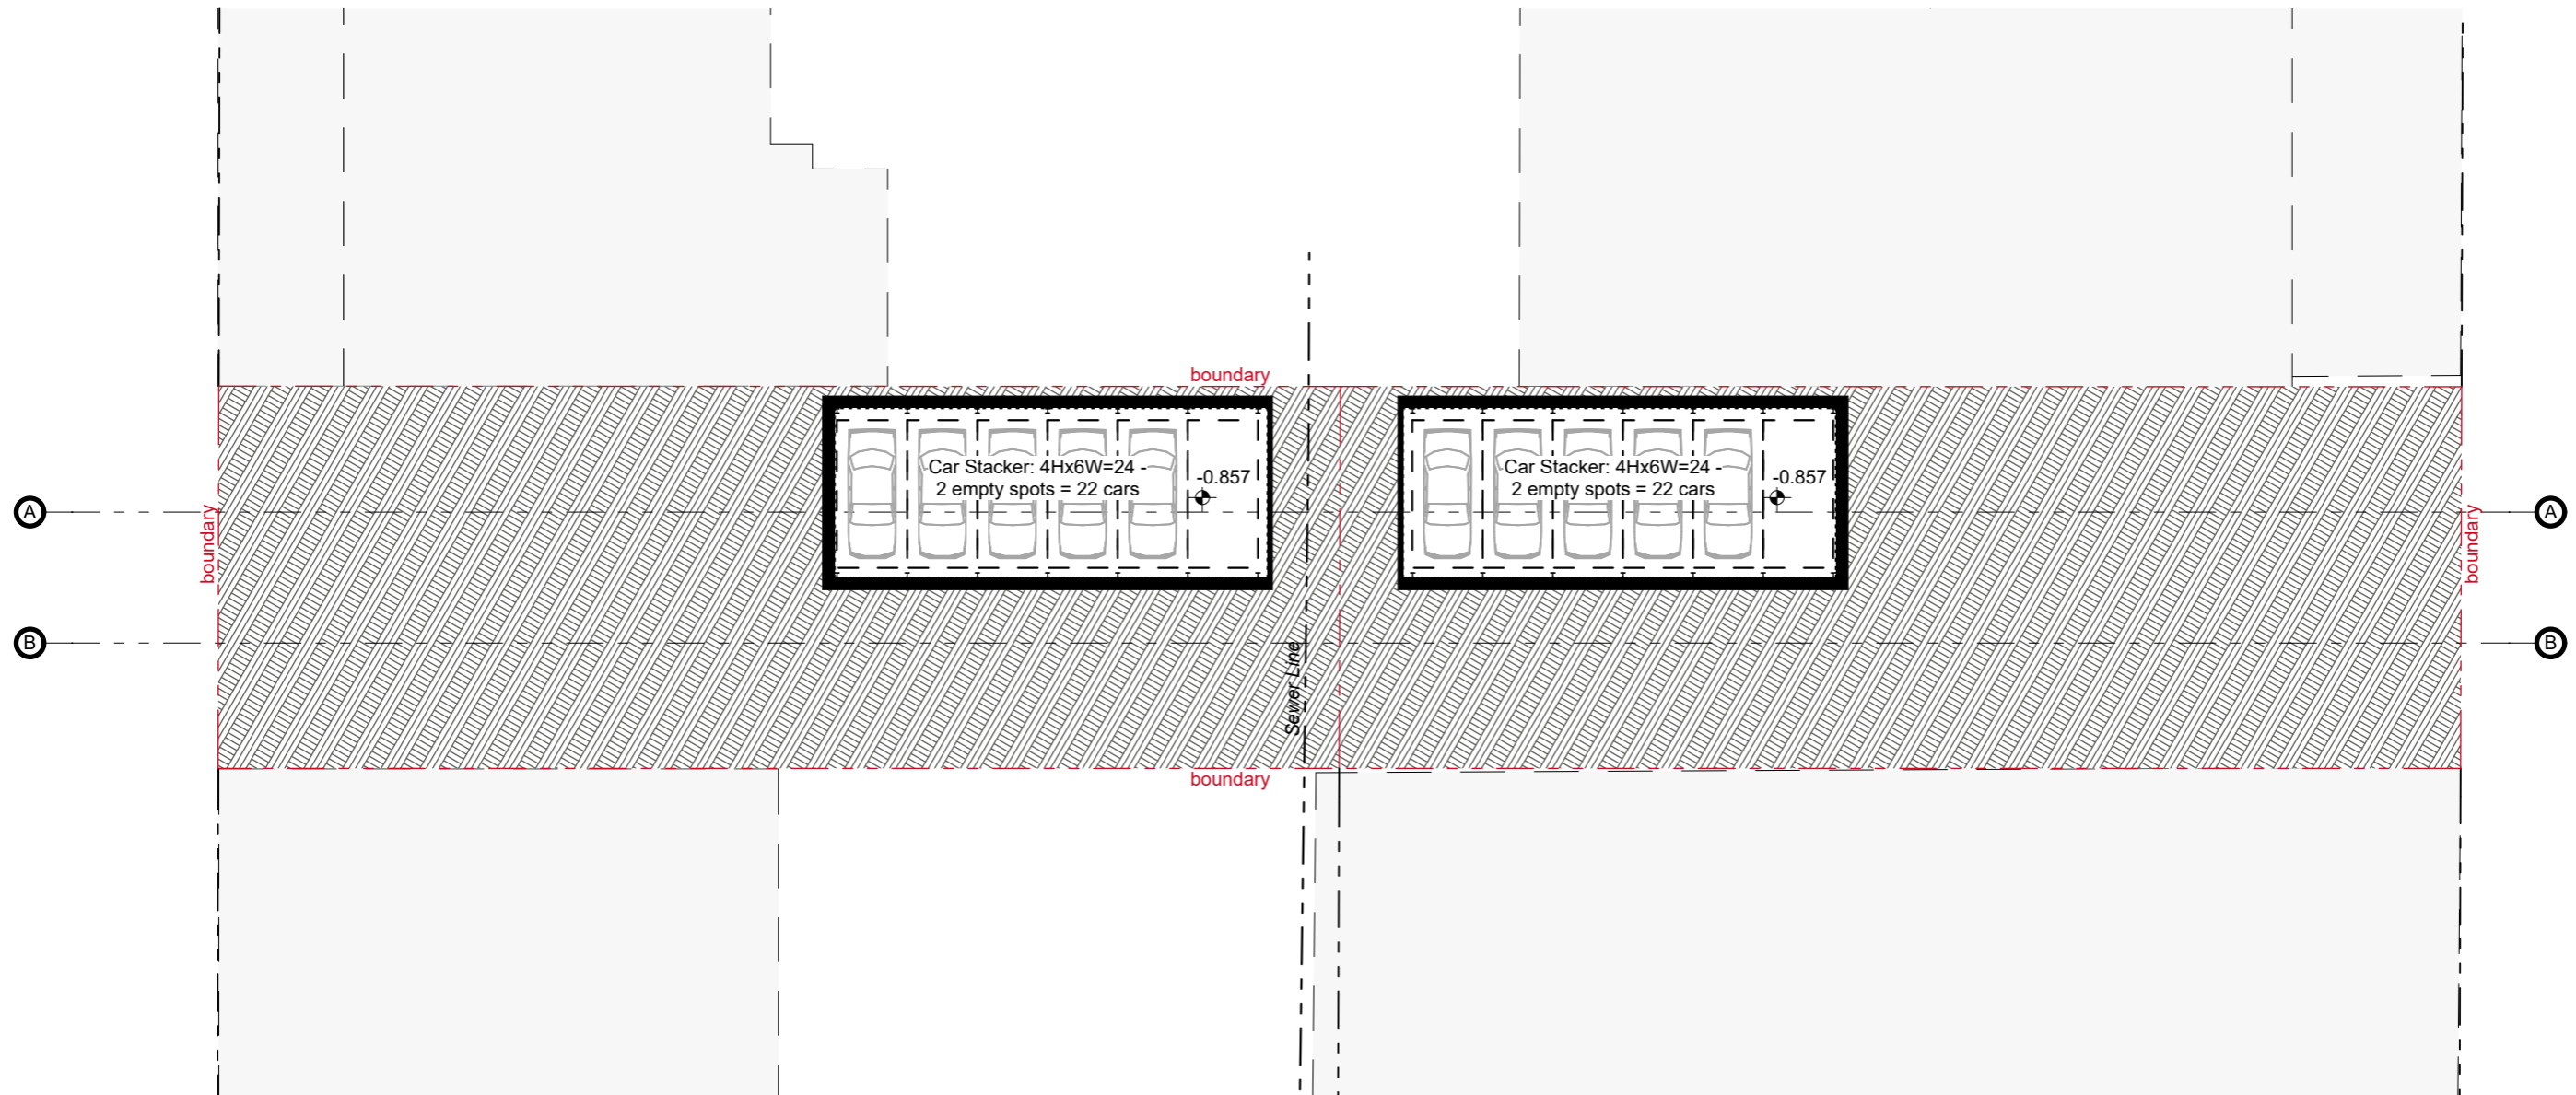 boundary
Car Stacker: 4Hx6W=24 -
2 empty spots = 22 cars
-0.857
Car Stacker: 4Hx6W=24 -
2 empty spots = 22 cars
-0.857
A
boundary
A
boundary
B
Sewer Line
B
boundary